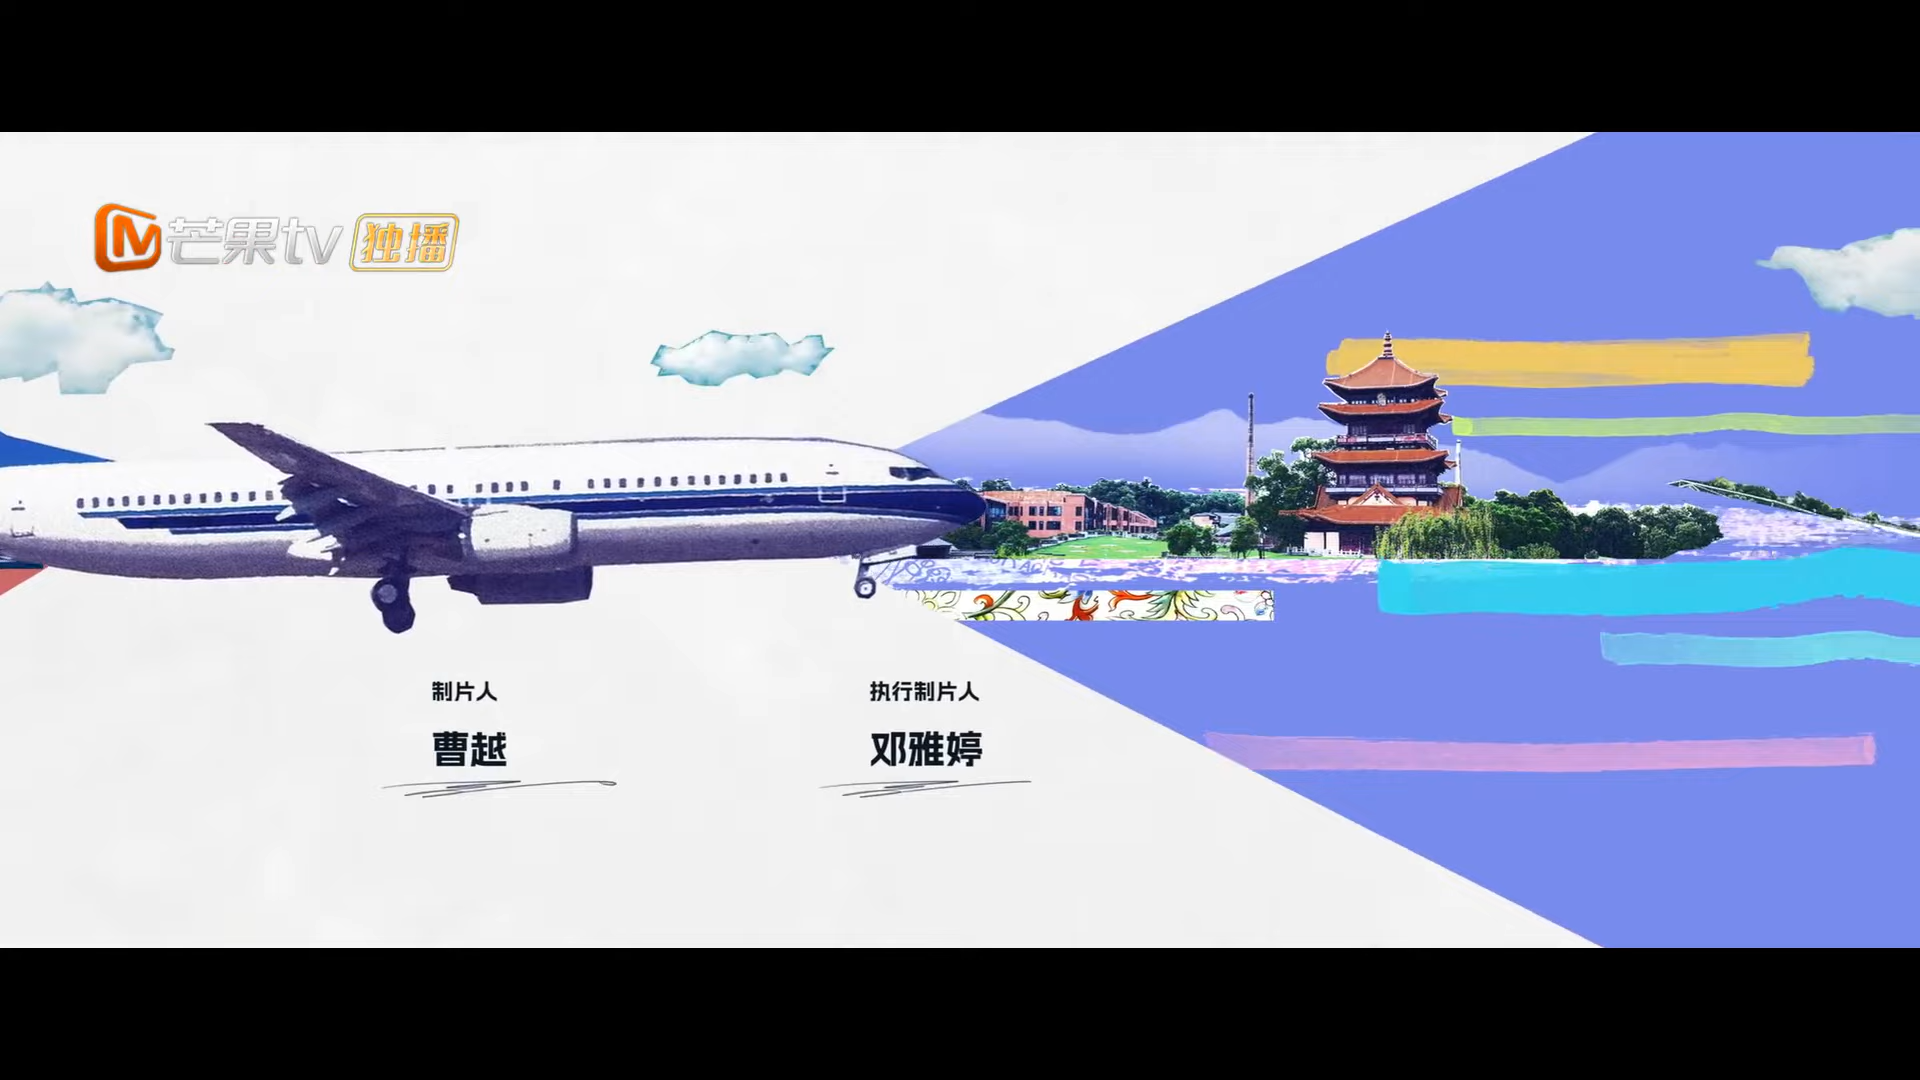 芒果tv 独播
制片人
曹越
执行制片人
邓雅婷